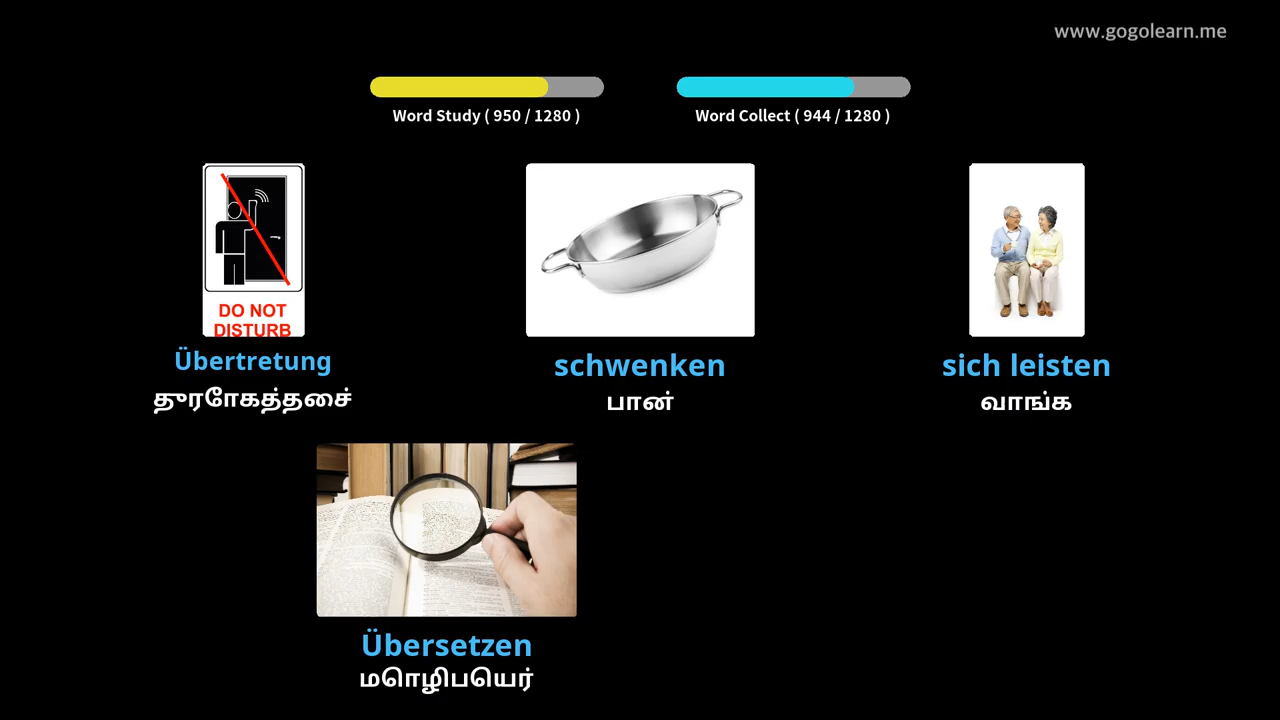 www.gogolearn.me
Word Study ( 950 / 1280 )
Word Collect ( 944 / 1280 )
DO NOT
DISTURB
Übertretung
schwenken
sich leisten
துரோகத்தைச்
பான்
வாங்க
Übersetzen
மொழிபெயர்